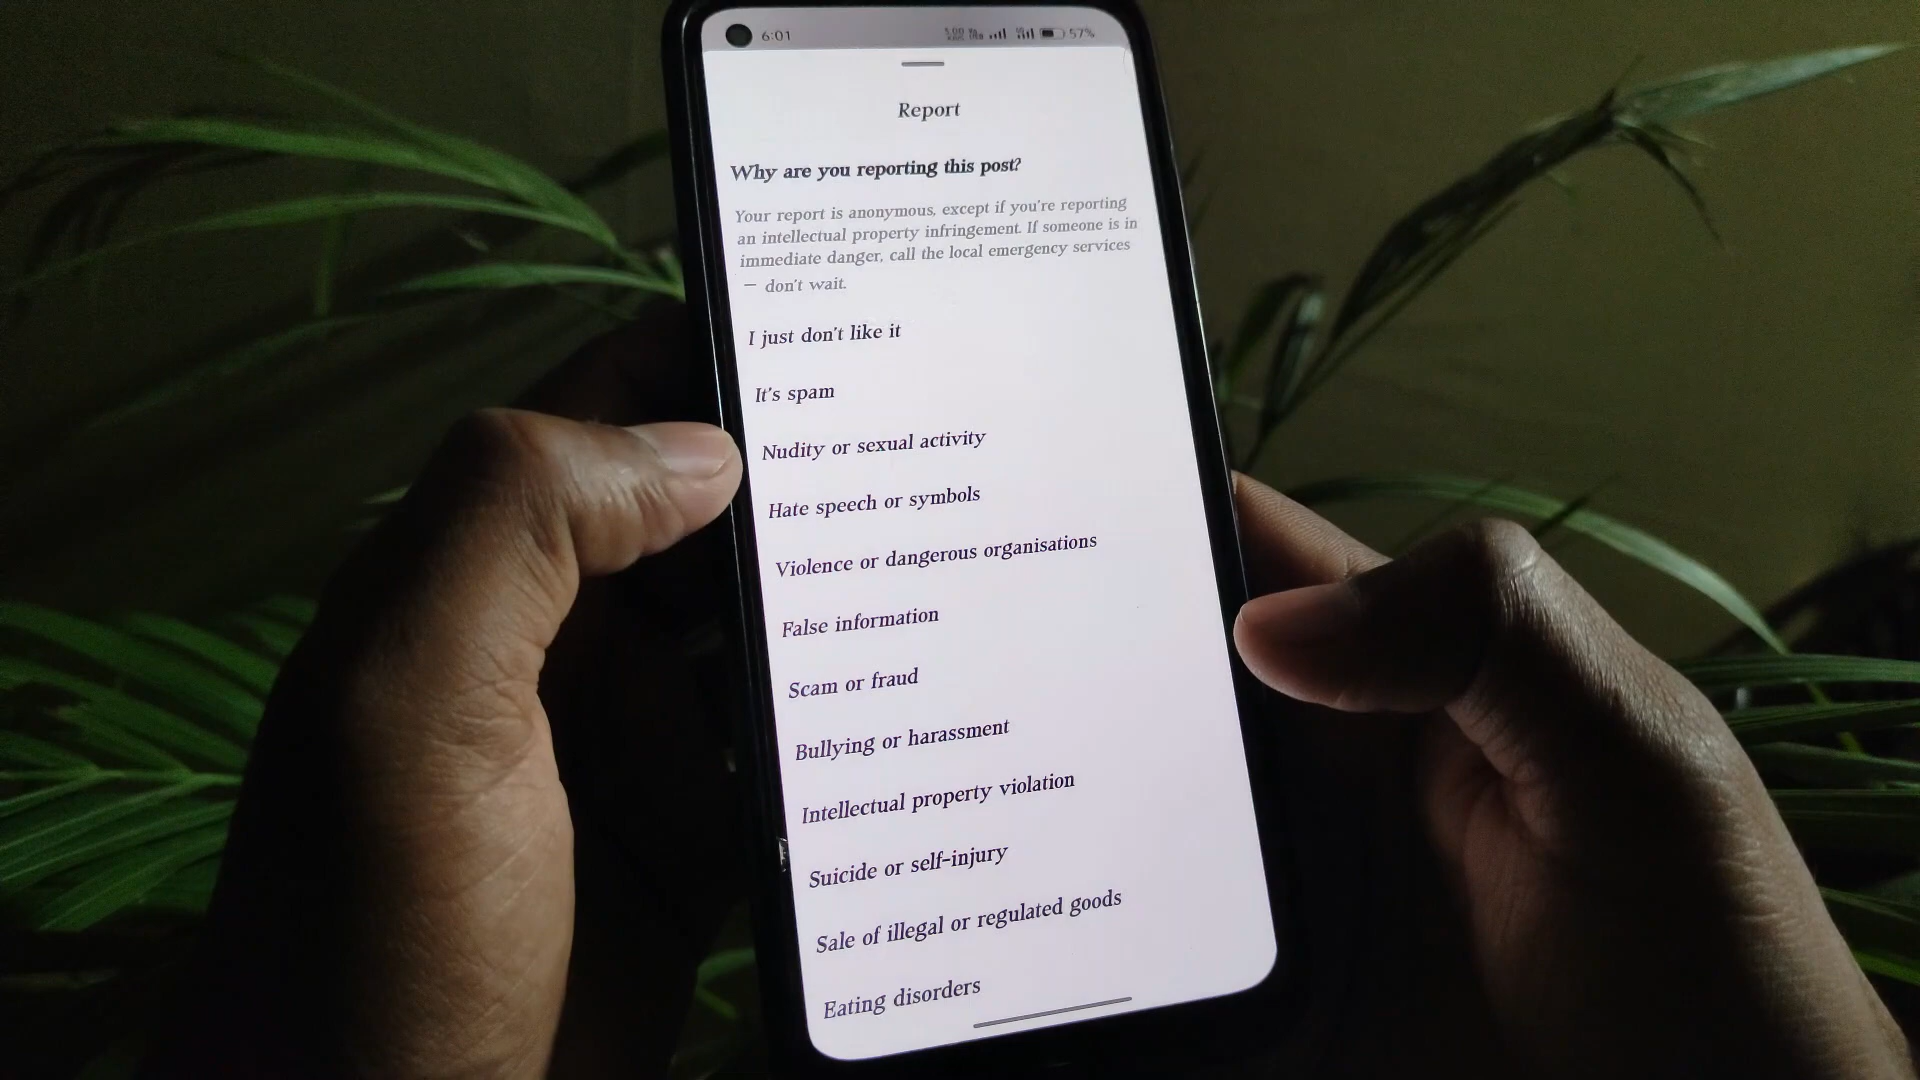 6:01
57%
Report
Why are you reporting this post?
Your report is anonymous, except if you're reporting
an intellectual property infringement. If someone is in
immediate danger, call the local emergency services
— don't wait.
I just don't like it
It's spam
Nudity or sexual activity
Hate speech or symbols
Violence or dangerous organisations
False information
Scam or fraud
Bullying or harassment
Intellectual property violation
Suicide or self-injury
Sale of illegal or regulated goods
Eating disorders